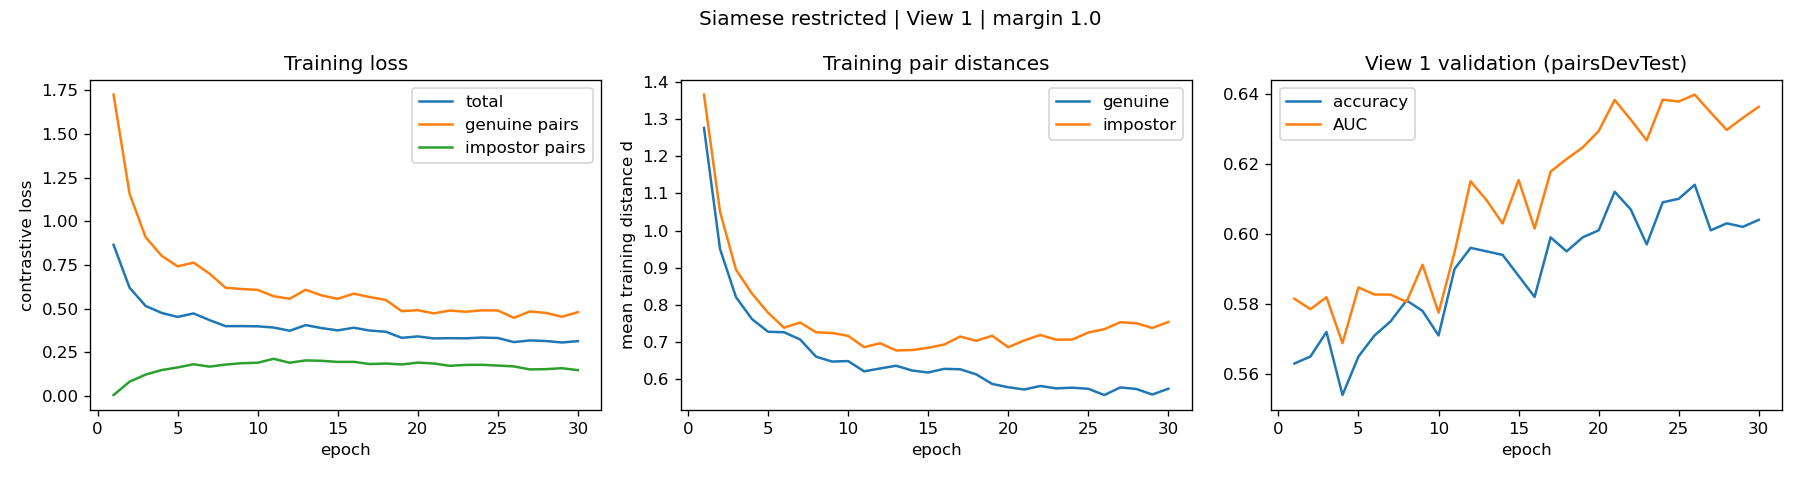 Siamese restricted | View 1 | margin 1.0
Training loss
contrastive loss
1.75
1.50
1.25
1.00
0.75
0.50
0.25
0.00
total
genuine pairs
impostor pairs
0 5 10 15 20 25 30
epoch
Training pair distances
mean training distance d
1.4
1.3
1.2
1.1
1.0
0.9
0.8
0.7
0.6
genuine
impostor
0 5 10 15 20 25 30
epoch
View 1 validation (pairsDevTest)
0.64
0.62
0.60
0.58
0.56
accuracy
AUC
0 5 10 15 20 25 30
epoch